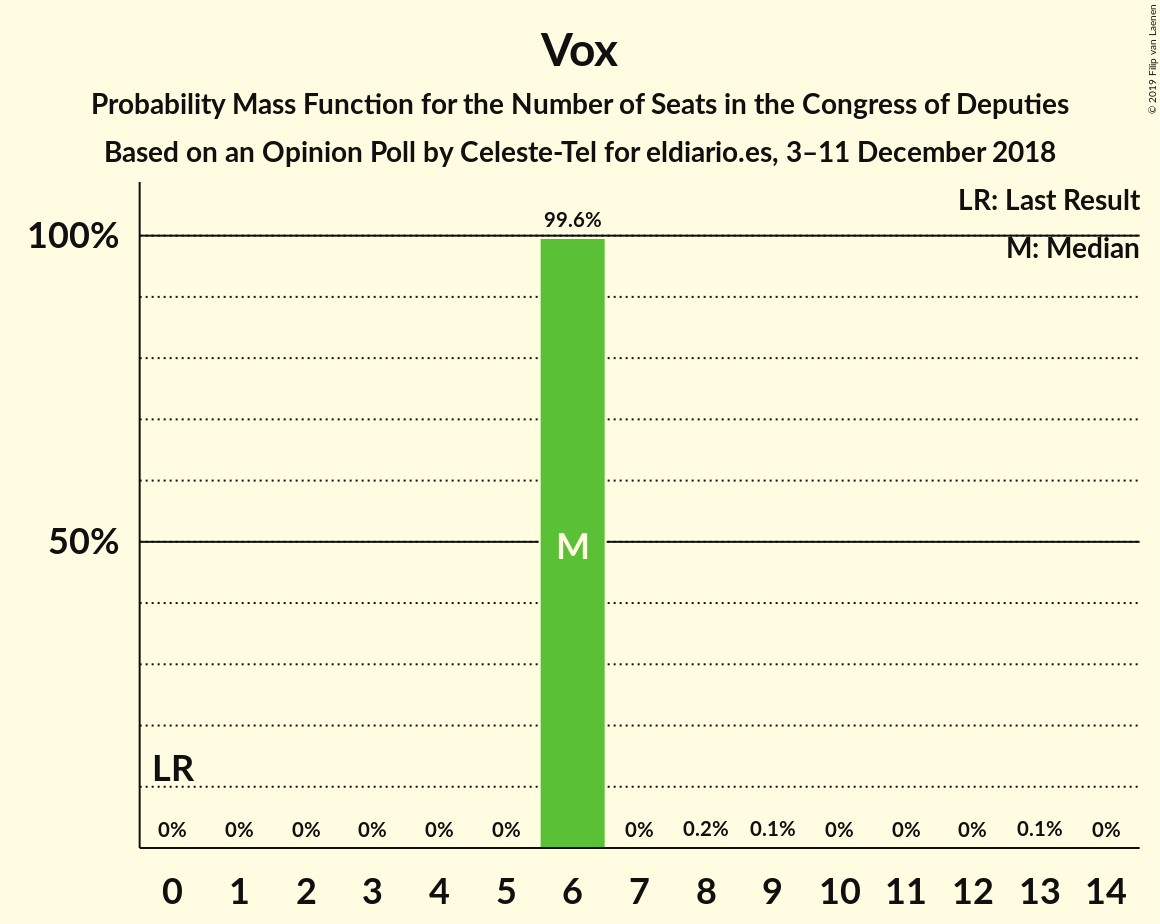 Vox
Probability Mass Function for the Number of Seats in the Congress of Deputies
Based on an Opinion Poll by Celeste-Tel for eldiario.es, 3–11 December 2018
© 2019 Filip van Laenen
LR: Last Result
M: Median
99.6%
100%
50%
M
LR
0% 0% 0% 0% 0% 0% 0% 0.2% 0.1% 0% 0% 0% 0.1% 0%
0 1 2 3 4 5 6 7 8 9 10 11 12 13 14